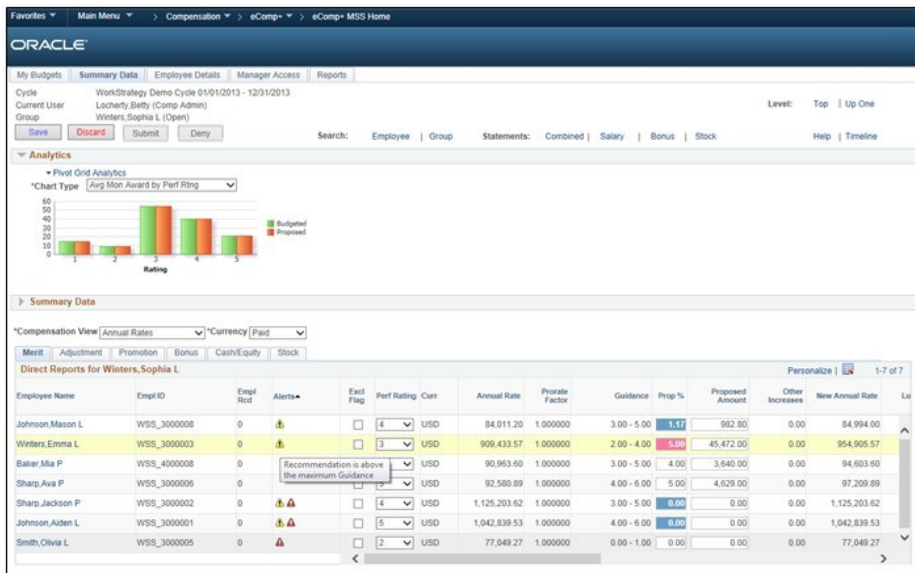 Favorites Main Menu > Compensation > eComp+ > eComp+ MSS Home
ORACLE
My Budgets Summary Data Employee Details Manager Access Reports
Cycle WorkStrategy Demo Cycle 01/01/2013 - 12/31/2013
Current User Locherty,Betty (Comp Admin) Level: Top | Up One
Group Winters,Sophia L (Open)
Save Discard Submit Deny Search: Employee | Group Statements: Combined | Salary | Bonus | Stock Help | Timeline
Analytics
Pivot Grid Analytics
*Chart Type Avg Mon Award by Perf Rtng
60
50
40
30
20
10
0
1 2 3 4 5
Rating
Budgeted
Proposed
Summary Data
*Compensation View Annual Rates *Currency Paid
Merit Adjustment Promotion Bonus Cash/Equity Stock
Direct Reports for Winters,Sophia L Personalize | 1-7 of 7
Employee Name Empl ID Empl Rcd Alerts Excl Flag Perf Rating Curr Annual Rate Prorate Factor Guidance Prop % Proposed Amount Other Increases New Annual Rate Lu
Johnson,Mason L WSS_3000008 0 4 USD 84,011.20 1.000000 3.00 - 5.00 1.17 982.80 0.00 84,994.00
Winters,Emma L WSS_3000003 0 3 USD 909,433.57 1.000000 2.00 - 4.00 5.00 45,472.00 0.00 954,905.57
Baker,Mia P WSS_4000008 0 USD 90,963.60 1.000000 3.00 - 5.00 4.00 3,640.00 0.00 94,603.60
Recommendation is above
the maximum Guidance
Sharp,Ava P WSS_3000006 0 USD 92,580.89 1.000000 4.00 - 6.00 5.00 4,629.00 0.00 97,209.89
Sharp,Jackson P WSS_3000002 0 4 USD 1,125,203.62 1.000000 3.00 - 5.00 0.00 0.00 0.00 1,125,203.62
Johnson,Aiden L WSS_3000001 0 5 USD 1,042,839.53 1.000000 4.00 - 6.00 0.00 0.00 0.00 1,042,839.53
Smith,Olivia L WSS_3000005 0 2 USD 77,049.27 1.000000 0.00 - 1.00 0.00 0.00 0.00 77,049.27